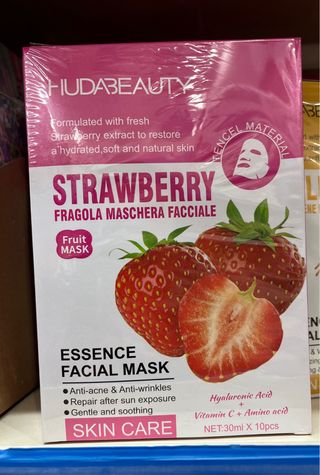 HUDABEAUTY
Formulated with fresh
Strawberry extract to restore
a hydrated,soft and natural skin
TENCEL MATERIAL
STRAWBERRY
FRAGOLA MASCHERA FACCIALE
Fruit
MASK
ESSENCE
FACIAL MASK
Anti-acne & Anti-wrinkles
Repair after sun exposure
Gentle and soothing
Hyaluronic Acid
+
Vitamin C + Amino acid
SKIN CARE
NET:30ml X 10pcs